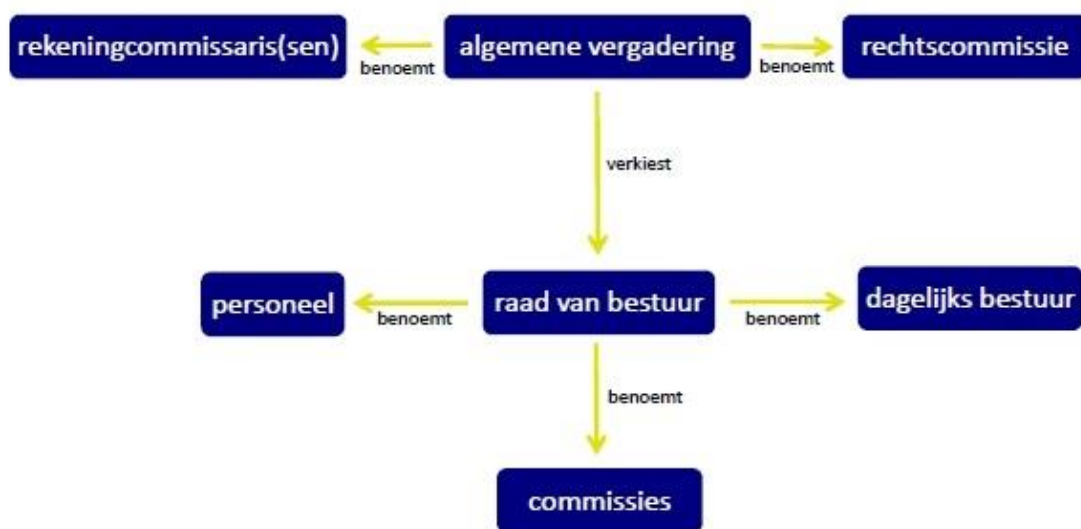 rekeningcommissaris(sen)
benoemt
algemene vergadering
benoemt
rechtscommissie
verkiest
personeel
benoemt
raad van bestuur
benoemt
dagelijks bestuur
benoemt
commissies